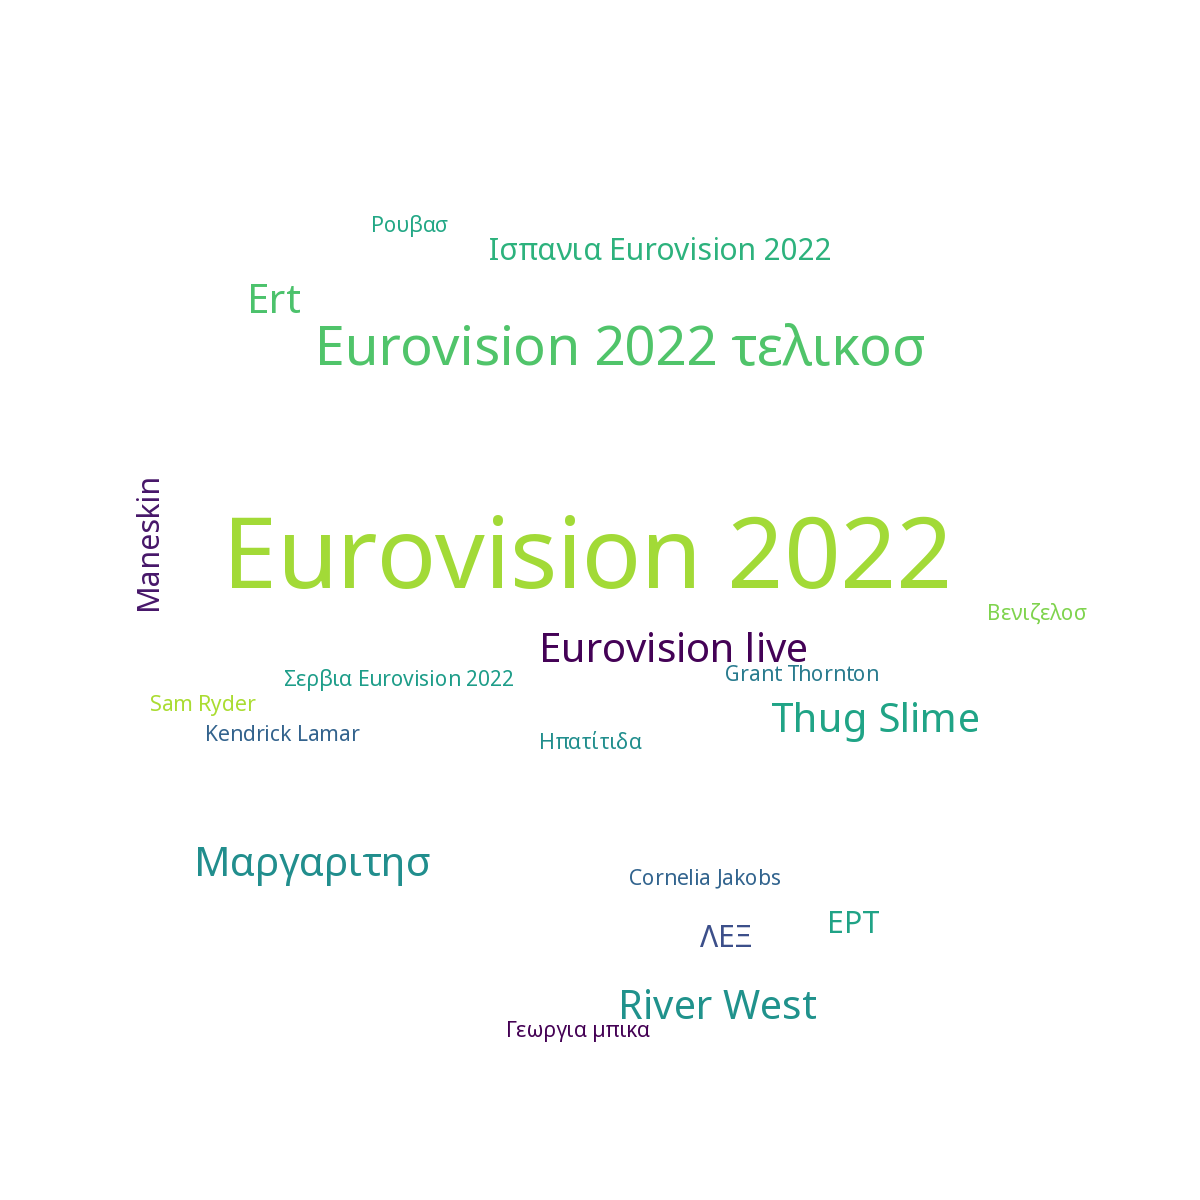 Ρουβασ
Ισπανια Eurovision 2022
Ert
Eurovision 2022 τελικοσ
Maneskin
Eurovision 2022
Βενιζελοσ
Eurovision live
Grant Thornton
Σερβια Eurovision 2022
Sam Ryder
Thug Slime
Kendrick Lamar
Ηπατίτιδα
Μαργαριτησ
Cornelia Jakobs
ΕΡΤ
ΛΕΞ
River West
Γεωργια μπικα